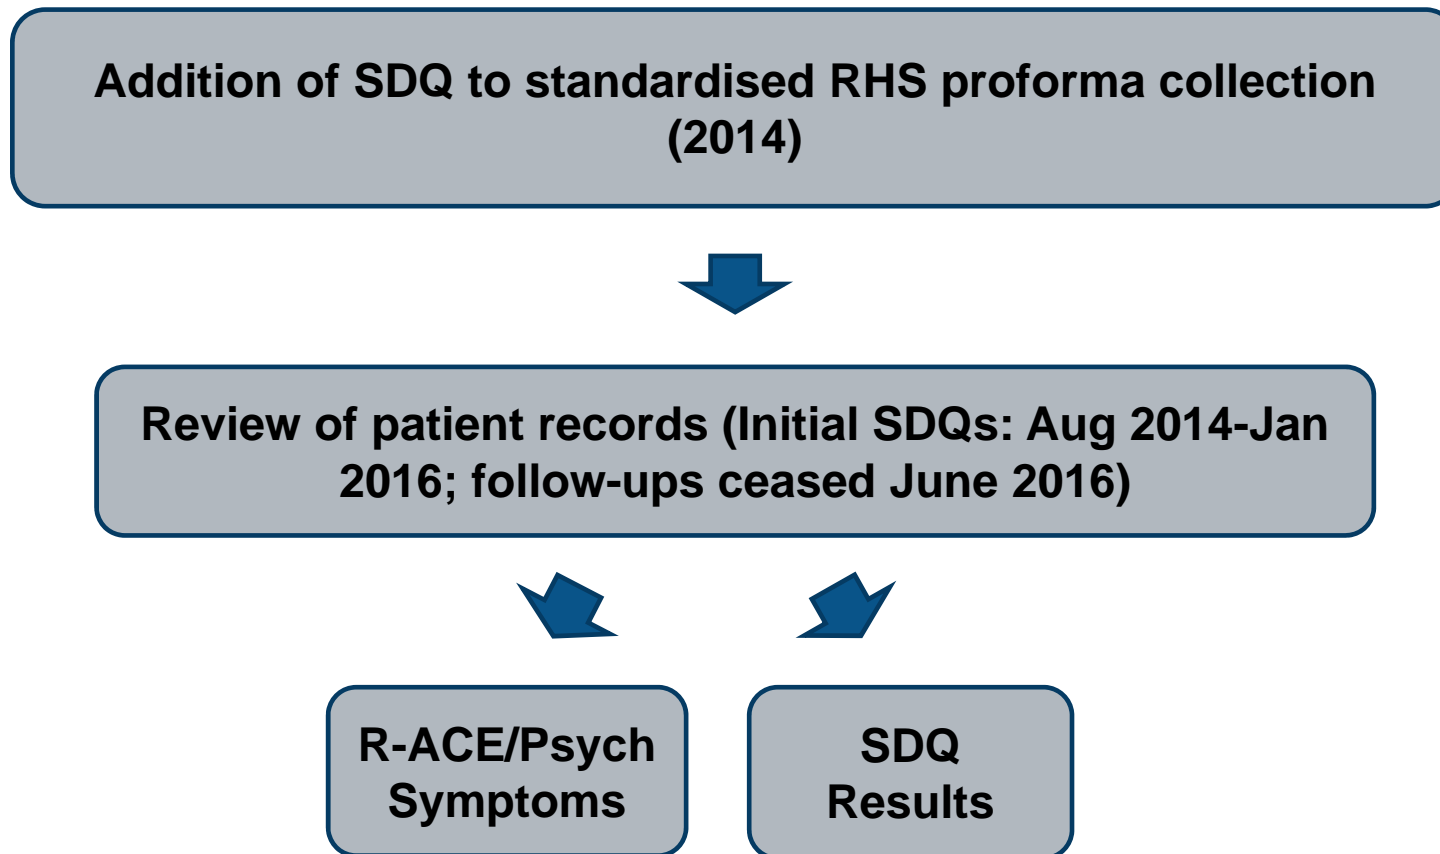 Addition of SDQ to standardised RHS proforma collection
(2014)
Review of patient records (Initial SDQs: Aug 2014-Jan
2016; follow-ups ceased June 2016)
R-ACE/Psych
Symptoms
SDQ
Results